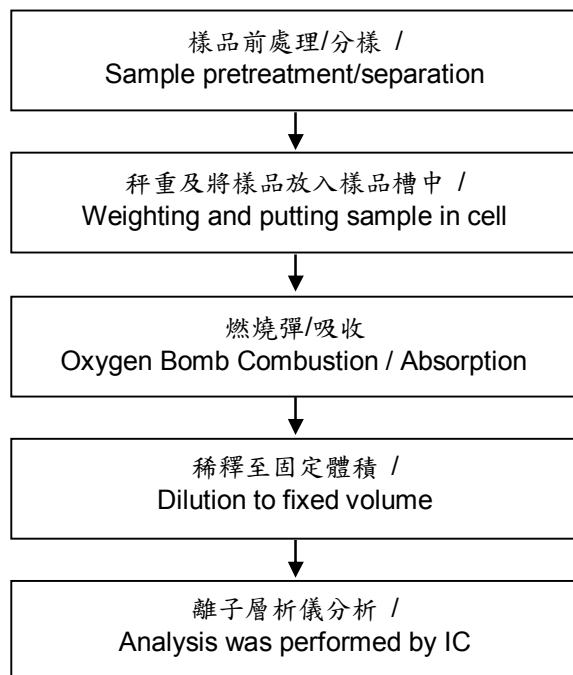 樣品前處理/分樣 /
Sample pretreatment/separation
秤重及將樣品放入樣品槽中 /
Weighting and putting sample in cell
燃燒彈/吸收
Oxygen Bomb Combustion / Absorption
稀釋至固定體積 /
Dilution to fixed volume
離子層析儀分析 /
Analysis was performed by IC